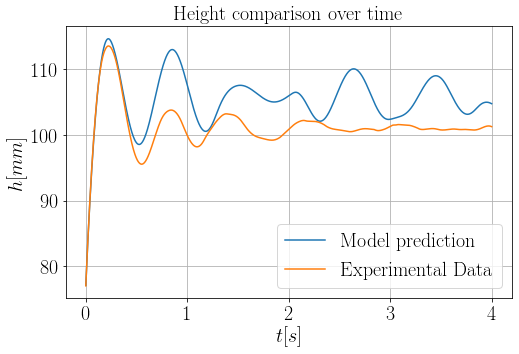 Height comparison over time
h[mm]
110
100
90
80
0 1 2 3 4
t[s]
Model prediction
Experimental Data